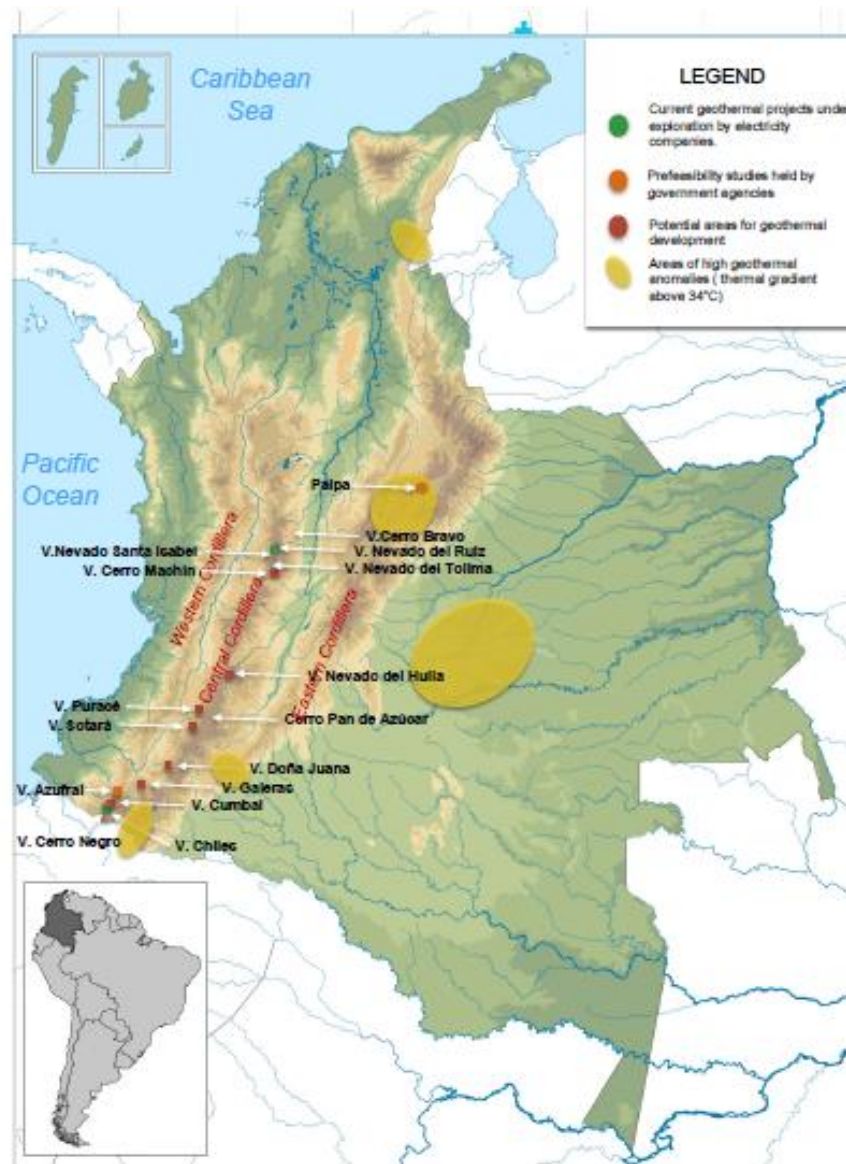 Caribbean
Sea
LEGEND
Current geothermal projects under
exploration by electricity
companies.
Prefeasibility studies held by
government agencies
Potential areas for geothermal
development
Areas of high geothermal
anomalies ( thermal gradient
above 34°C)
Pacific
Ocean
Paipa
V.Cerro Bravo
V.Nevado Santa Isabel
V. Nevado del Ruiz
V. Cerro Machin
V. Nevado del Tolima
Western Cordillera
Central Cordillera
Eastern Cordillera
V. Nevado del Huila
V. Puracé
Cerro Pan de Azúcar
V. Sotará
V. Doña Juana
V. Azufral
V. Galeras
V. Cumbal
V. Cerro Negro
V. Chiles